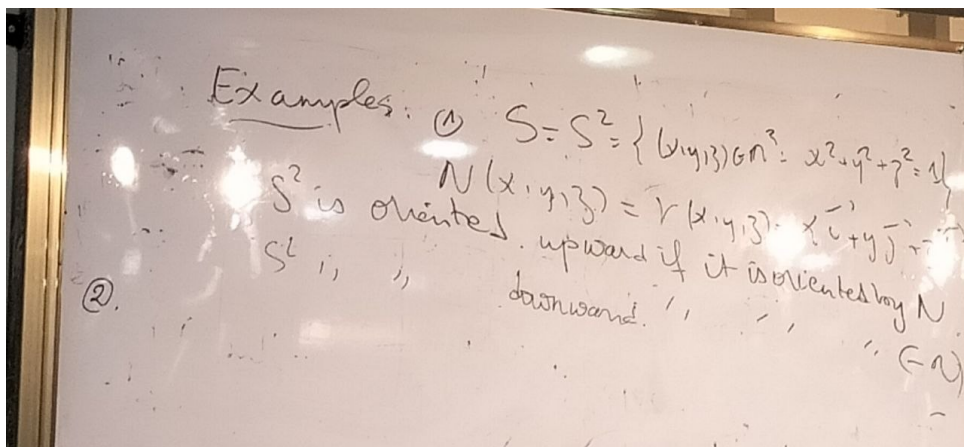 Examples: ① S = S² = {(x,y,z) ∈ ℝ³ : x²+y²+z²=1}
N(x,y,z) = r(x,y,z) = x i⃗ + y j⃗ +
S² is oriented upward if it is oriented by N.
S² ,, ,, downward ,, ,, ,, (-N)
②.